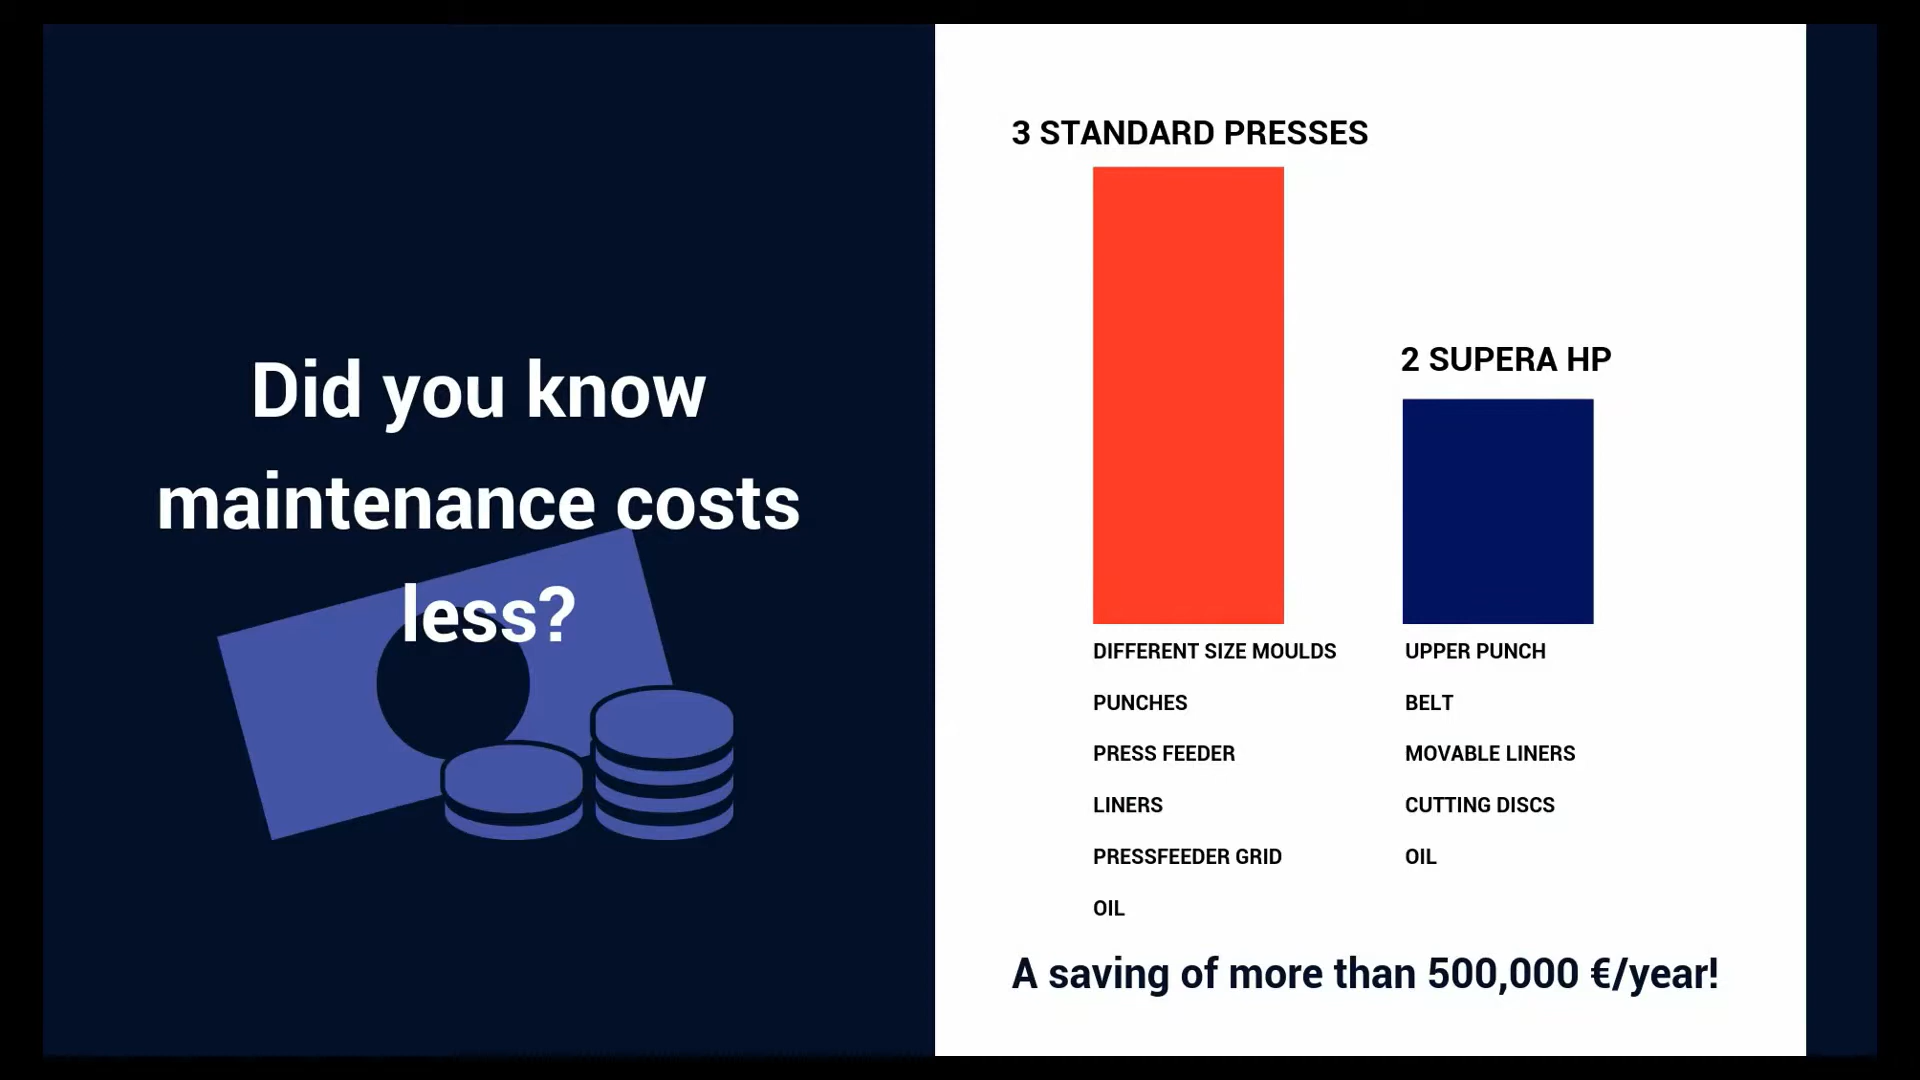 Did you know
maintenance costs
less?
3 STANDARD PRESSES
DIFFERENT SIZE MOULDS
PUNCHES
PRESS FEEDER
LINERS
PRESSFEEDER GRID
OIL
2 SUPERA HP
UPPER PUNCH
BELT
MOVABLE LINERS
CUTTING DISCS
OIL
A saving of more than 500,000 €/year!